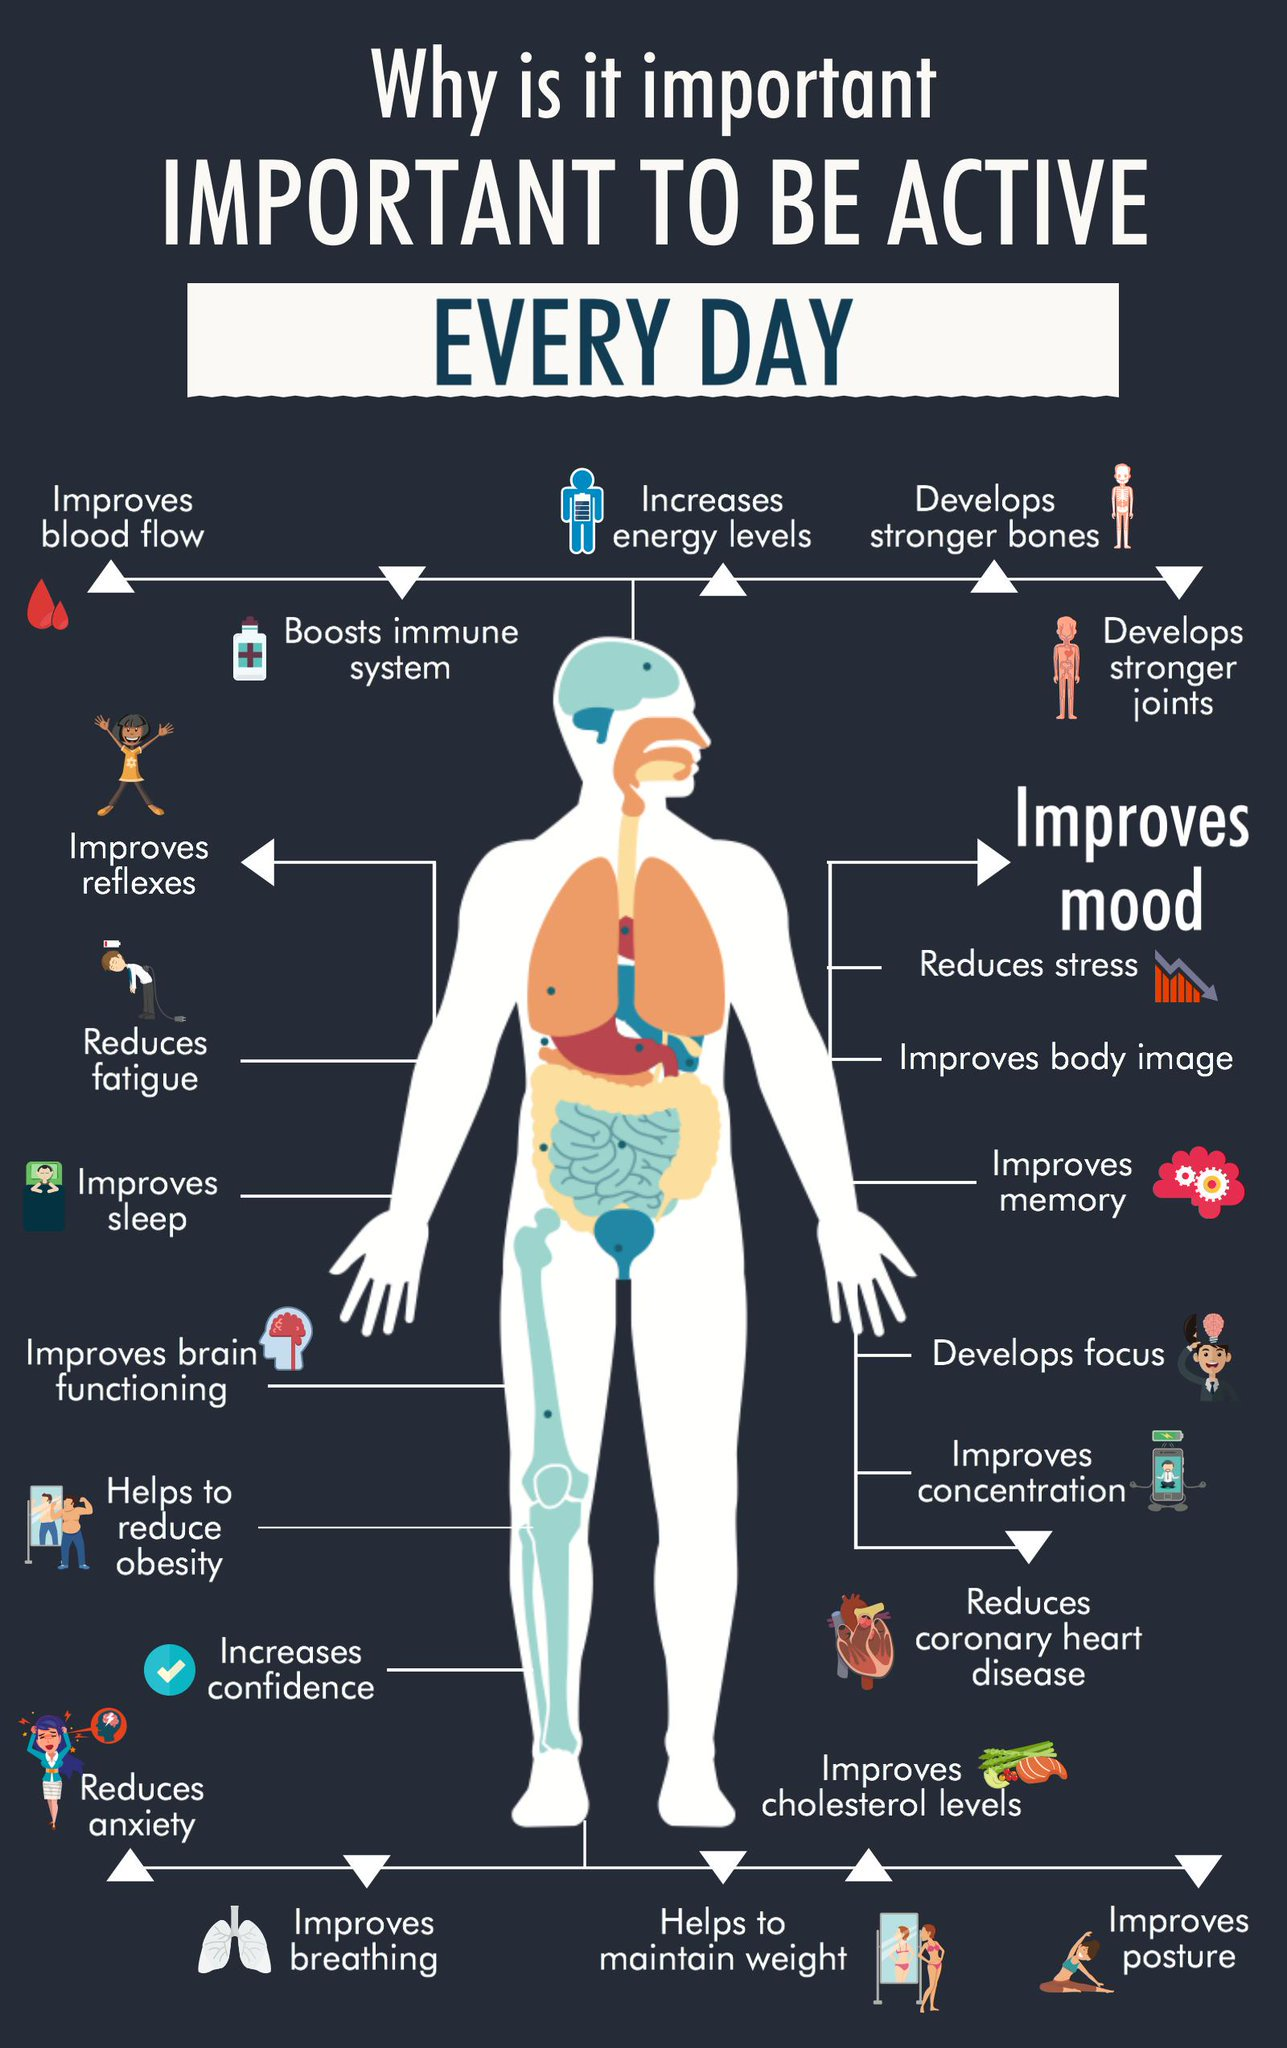 Why is it important
IMPORTANT TO BE ACTIVE
EVERY DAY
Improves
blood flow
Increases
energy levels
Develops
stronger bones
Boosts immune
system
Develops
stronger
joints
Improves
reflexes
Improves
mood
Reduces stress
Reduces
fatigue
Improves body image
Improves
sleep
Improves
memory
Improves brain
functioning
Develops focus
Improves
concentration
Helps to
reduce
obesity
Reduces
coronary heart
disease
Increases
confidence
Reduces
anxiety
Improves
cholesterol levels
Improves
breathing
Helps to
maintain weight
Improves
posture